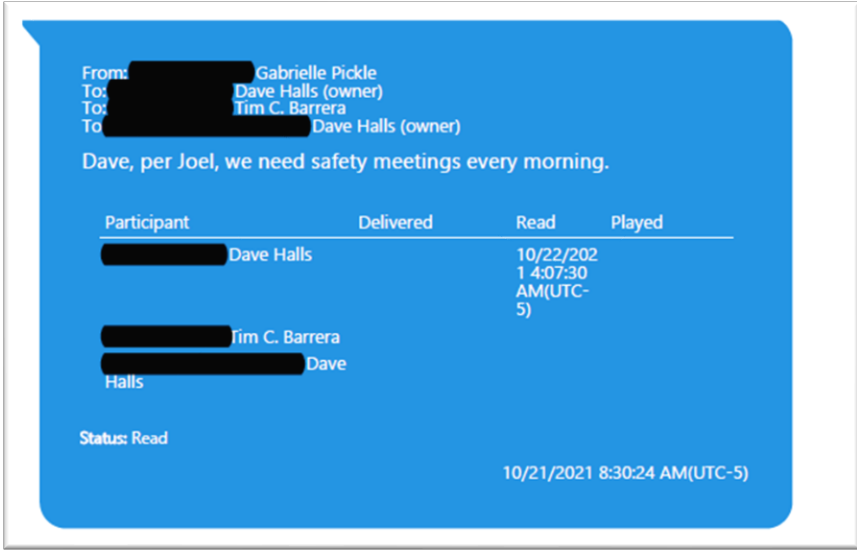 From: Gabrielle Pickle
To: Dave Halls (owner)
To: Tim C. Barrera
To Dave Halls (owner)
Dave, per Joel, we need safety meetings every morning.
Participant Delivered Read Played
Dave Halls 10/22/202
1 4:07:30
AM(UTC-
5)
Tim C. Barrera
Dave
Halls
Status: Read
10/21/2021 8:30:24 AM(UTC-5)